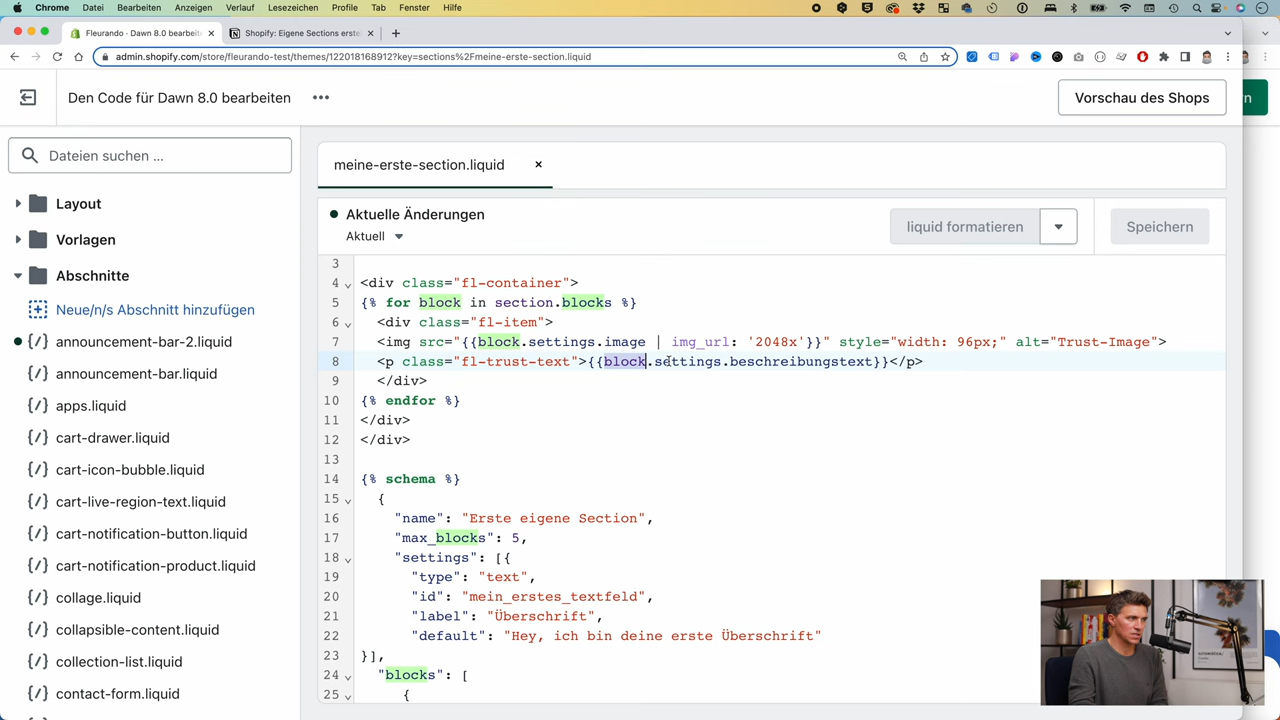 Chrome Datei Bearbeiten Anzeigen Verlauf Lesezeichen Profile Tab Fenster Hilfe
Fleurando · Dawn 8.0 bearbeit
Shopify: Eigene Sections erste
admin.shopify.com/store/fleurando-test/themes/122018168912?key=sections%2Fmeine-erste-section.liquid
Den Code für Dawn 8.0 bearbeiten
Vorschau des Shops
n
Dateien suchen ...
meine-erste-section.liquid
Layout
Vorlagen
Abschnitte
Neue/n/s Abschnitt hinzufügen
announcement-bar-2.liquid
announcement-bar.liquid
apps.liquid
cart-drawer.liquid
cart-icon-bubble.liquid
cart-live-region-text.liquid
cart-notification-button.liquid
cart-notification-product.liquid
collage.liquid
collapsible-content.liquid
collection-list.liquid
contact-form.liquid
Aktuelle Änderungen
Aktuell
liquid formatieren
Speichern
3
4 <div class="fl-container">
5 {% for block in section.blocks %}
6 <div class="fl-item">
7 <img src="{{block.settings.image | img_url: '2048x'}}" style="width: 96px;" alt="Trust-Image">
8 <p class="fl-trust-text">{{block.settings.beschreibungstext}}</p>
9 </div>
10 {% endfor %}
11 </div>
12 </div>
13
14 {% schema %}
15 {
16 "name": "Erste eigene Section",
17 "max_blocks": 5,
18 "settings": [{
19 "type": "text",
20 "id": "mein_erstes_textfeld",
21 "label": "Überschrift",
22 "default": "Hey, ich bin deine erste Überschrift"
23 }],
24 "blocks": [
25 {